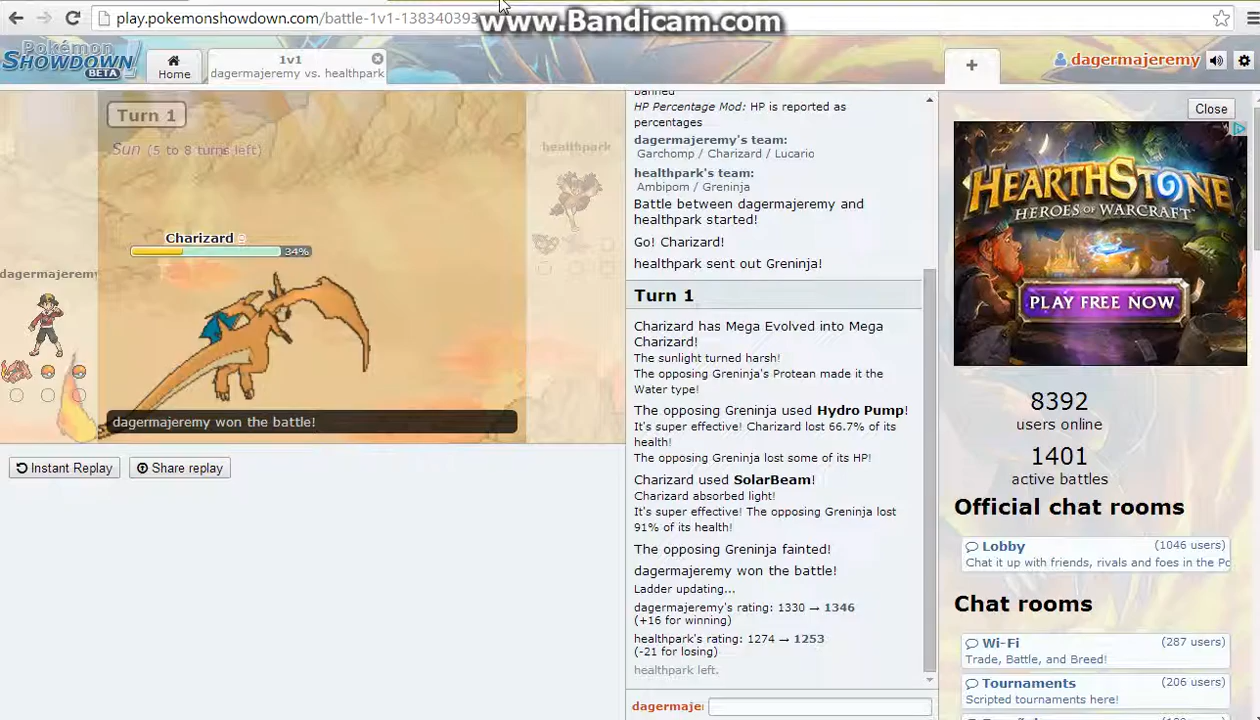 play.pokemonshowdown.com/battle-1v1-138340393
www.Bandicam.com
Pokémon
SHOWDOWN
BETA
Home
1v1
dagermajeremy vs. healthpark
+
dagermajeremy
Turn 1
Sun (5 to 8 turns left)
healthpark
Charizard
34%
dagermajeremy
dagermajeremy won the battle!
Instant Replay
Share replay
banned
HP Percentage Mod: HP is reported as
percentages
dagermajeremy's team:
Garchomp / Charizard / Lucario
healthpark's team:
Ambipom / Greninja
Battle between dagermajeremy and
healthpark started!
Go! Charizard!
healthpark sent out Greninja!
Turn 1
Charizard has Mega Evolved into Mega
Charizard!
The sunlight turned harsh!
The opposing Greninja's Protean made it the
Water type!
The opposing Greninja used Hydro Pump!
It's super effective! Charizard lost 66.7% of its
health!
The opposing Greninja lost some of its HP!
Charizard used SolarBeam!
Charizard absorbed light!
It's super effective! The opposing Greninja lost
91% of its health!
The opposing Greninja fainted!
dagermajeremy won the battle!
Ladder updating...
dagermajeremy's rating: 1330 → 1346
(+16 for winning)
healthpark's rating: 1274 → 1253
(-21 for losing)
healthpark left.
dagermaje
Close
HEARTHSTONE
HEROES OF WARCRAFT
PLAY FREE NOW
8392
users online
1401
active battles
Official chat rooms
Lobby (1046 users)
Chat it up with friends, rivals and foes in the Po
Chat rooms
Wi-Fi (287 users)
Trade, Battle, and Breed!
Tournaments (206 users)
Scripted tournaments here!